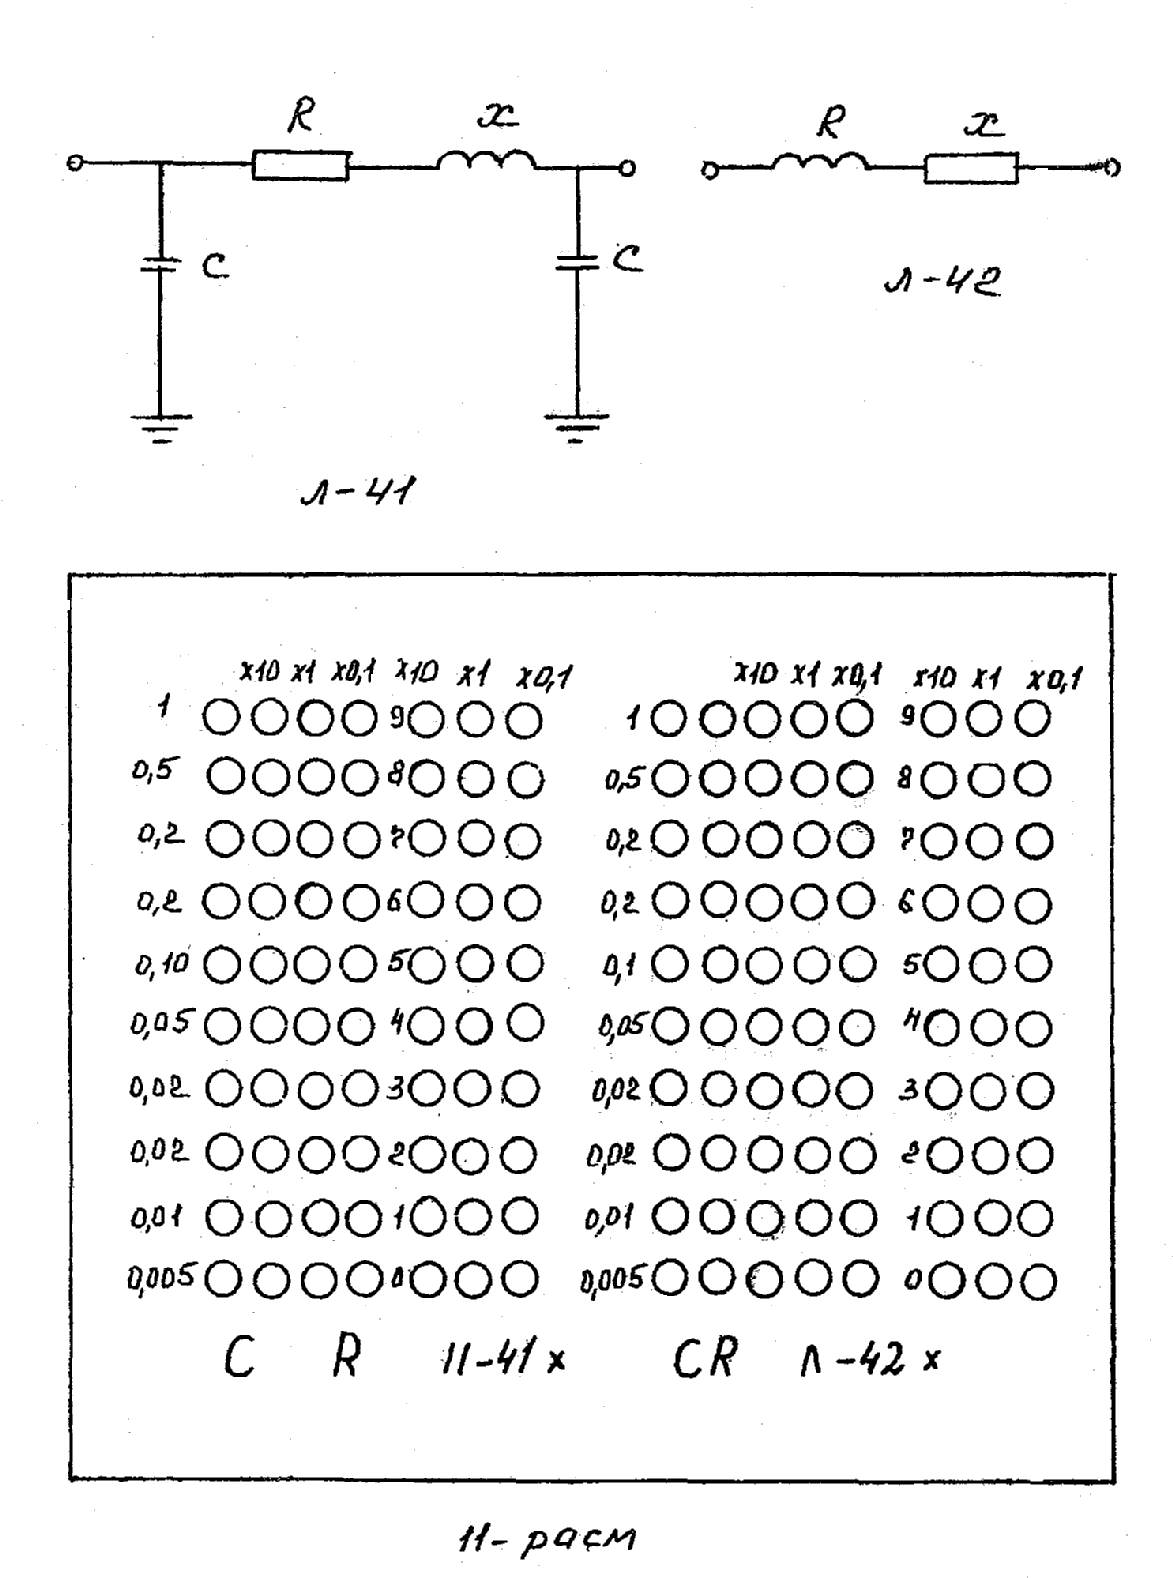 R x R x
C C
л-42
л-41
x10 x1 x0,1 x10 x1 x0,1 x10 x1 x0,1 x10 x1 x0,1
1 9 1 9
0,5 8 0,5 8
0,2 7 0,2 7
0,2 6 0,2 6
0,10 5 0,1 5
0,05 4 0,05 4
0,02 3 0,02 3
0,02 2 0,02 2
0,01 1 0,01 1
0,005 0 0,005 0
C R Л-41 x CR Л-42 x
11- расм